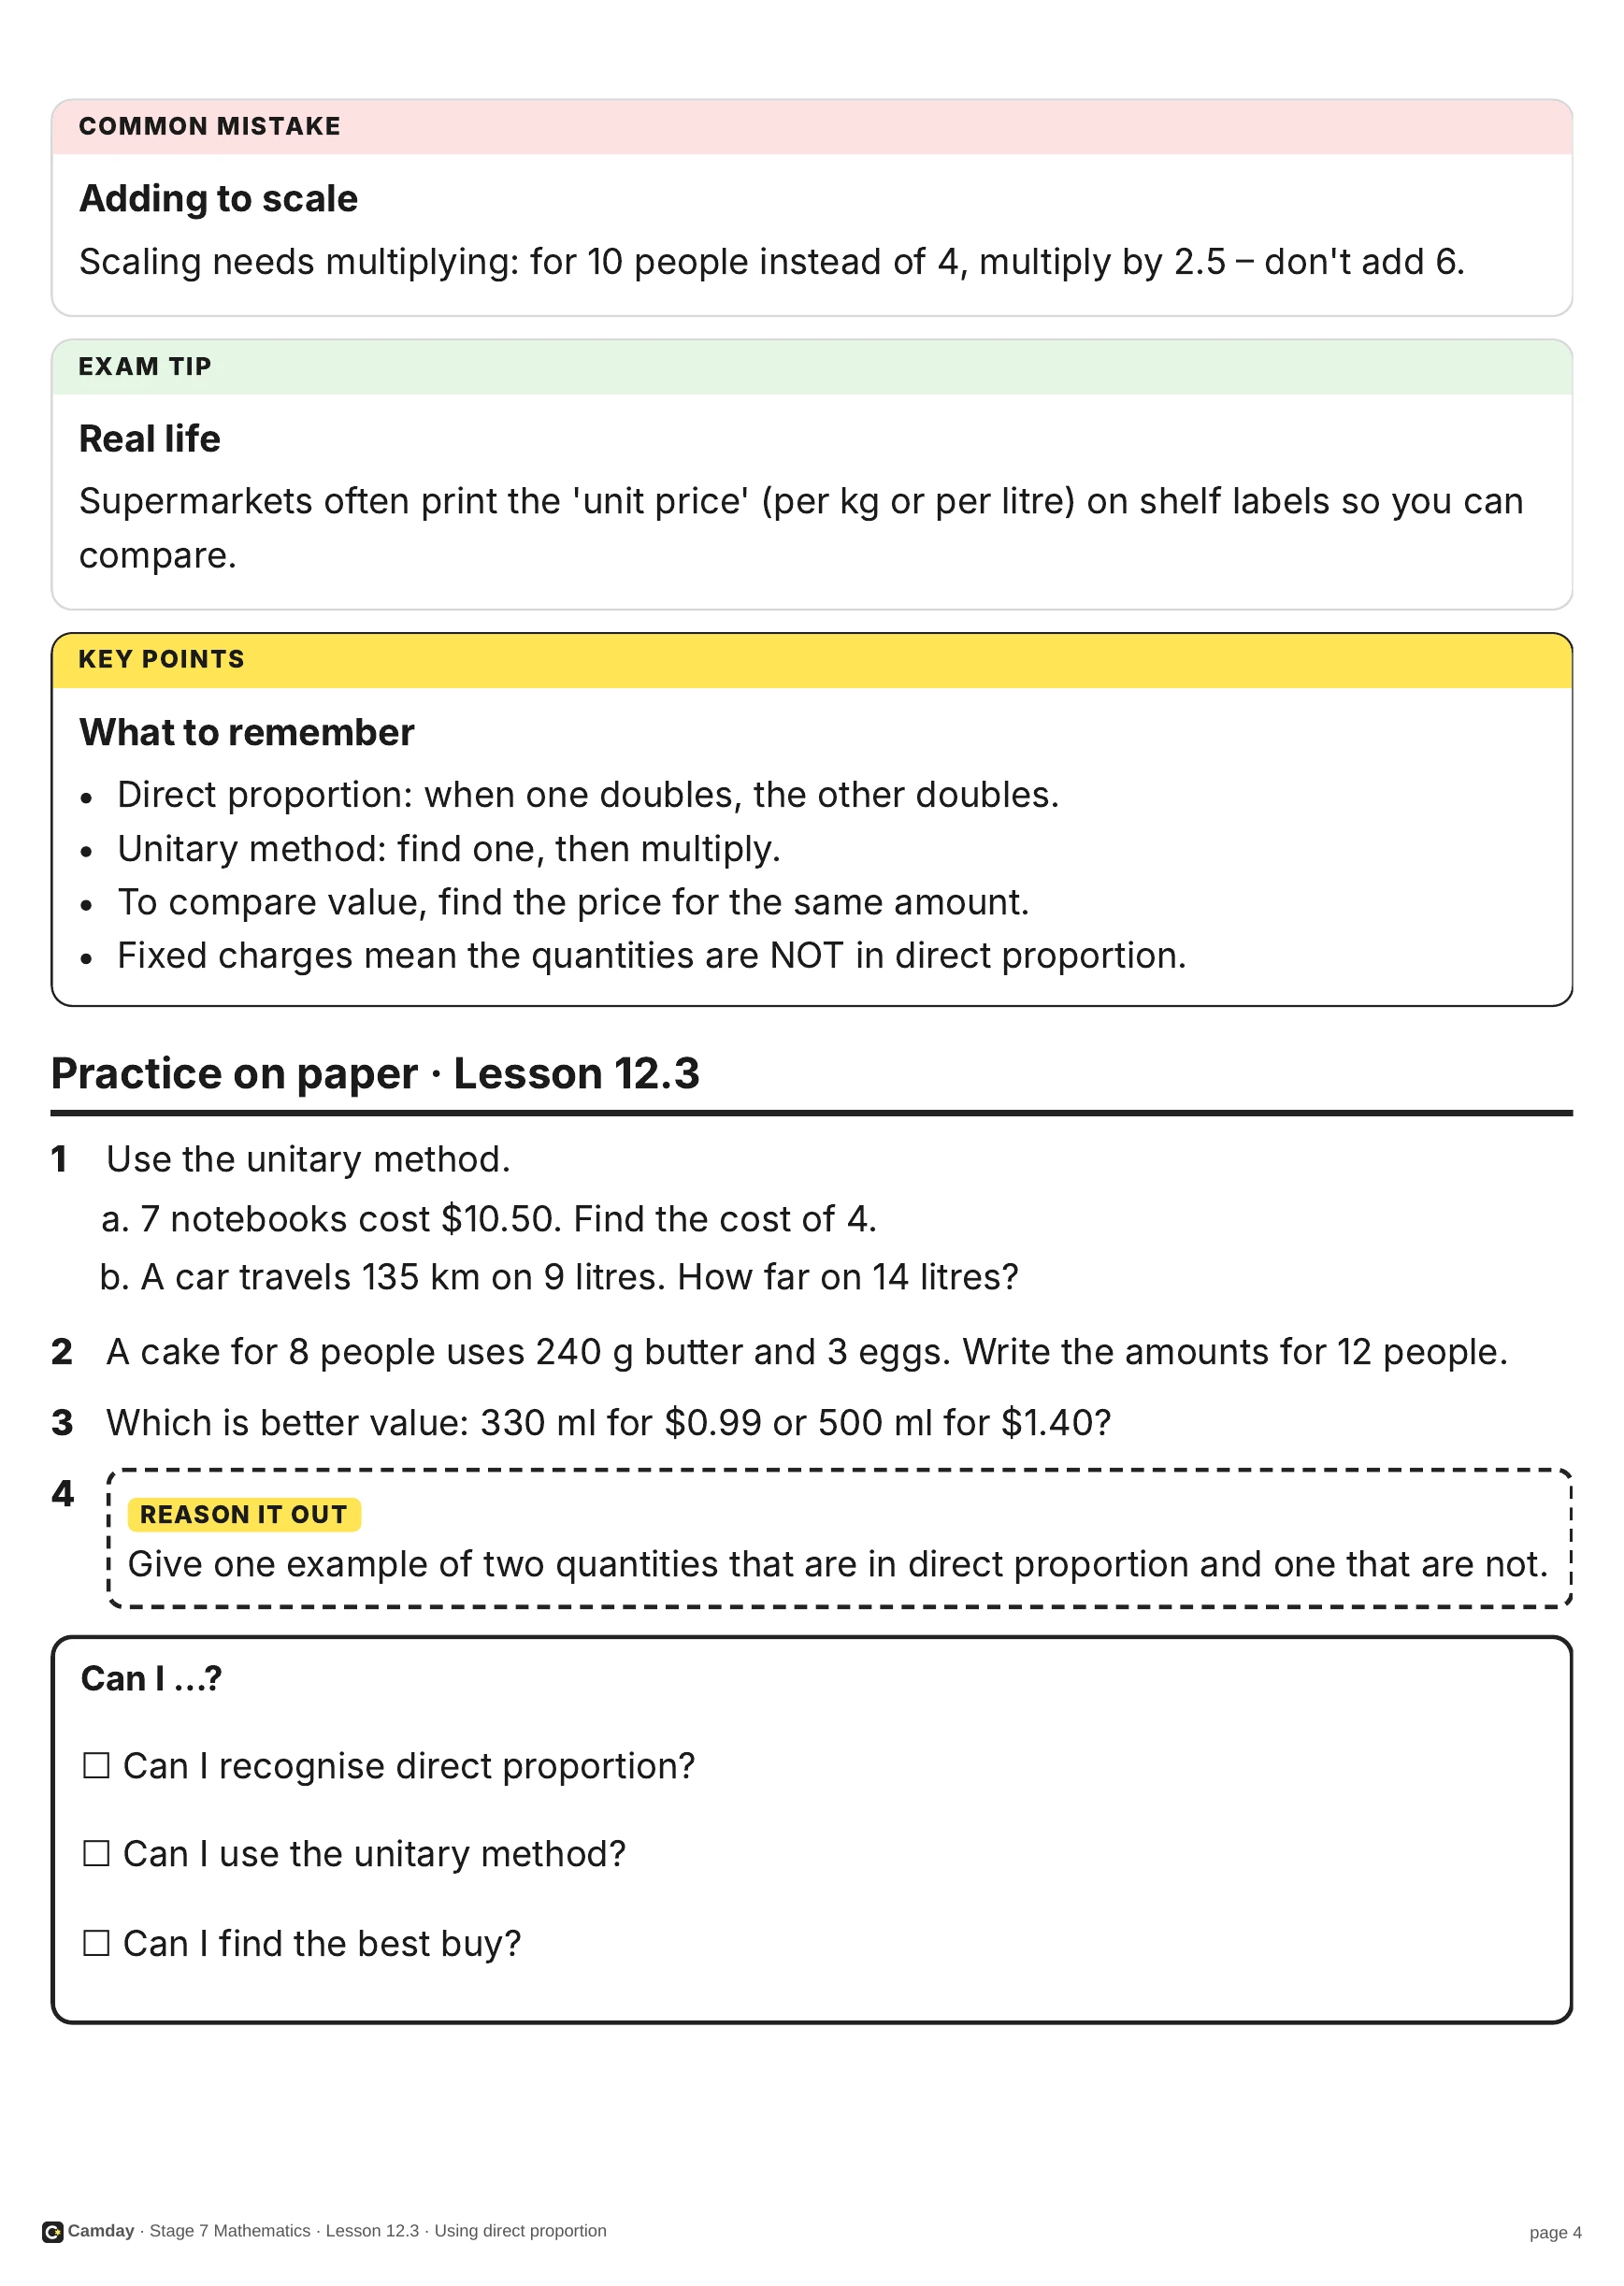 COMMON MISTAKE
Adding to scale
Scaling needs multiplying: for 10 people instead of 4, multiply by 2.5 – don't add 6.
EXAM TIP
Real life
Supermarkets often print the 'unit price' (per kg or per litre) on shelf labels so you can
compare.
KEY POINTS
What to remember
• Direct proportion: when one doubles, the other doubles.
• Unitary method: find one, then multiply.
• To compare value, find the price for the same amount.
• Fixed charges mean the quantities are NOT in direct proportion.
Practice on paper · Lesson 12.3
1 Use the unitary method.
a. 7 notebooks cost $10.50. Find the cost of 4.
b. A car travels 135 km on 9 litres. How far on 14 litres?
2 A cake for 8 people uses 240 g butter and 3 eggs. Write the amounts for 12 people.
3 Which is better value: 330 ml for $0.99 or 500 ml for $1.40?
4 REASON IT OUT
Give one example of two quantities that are in direct proportion and one that are not.
Can I ...?
☐ Can I recognise direct proportion?
☐ Can I use the unitary method?
☐ Can I find the best buy?
Camday · Stage 7 Mathematics · Lesson 12.3 · Using direct proportion
page 4